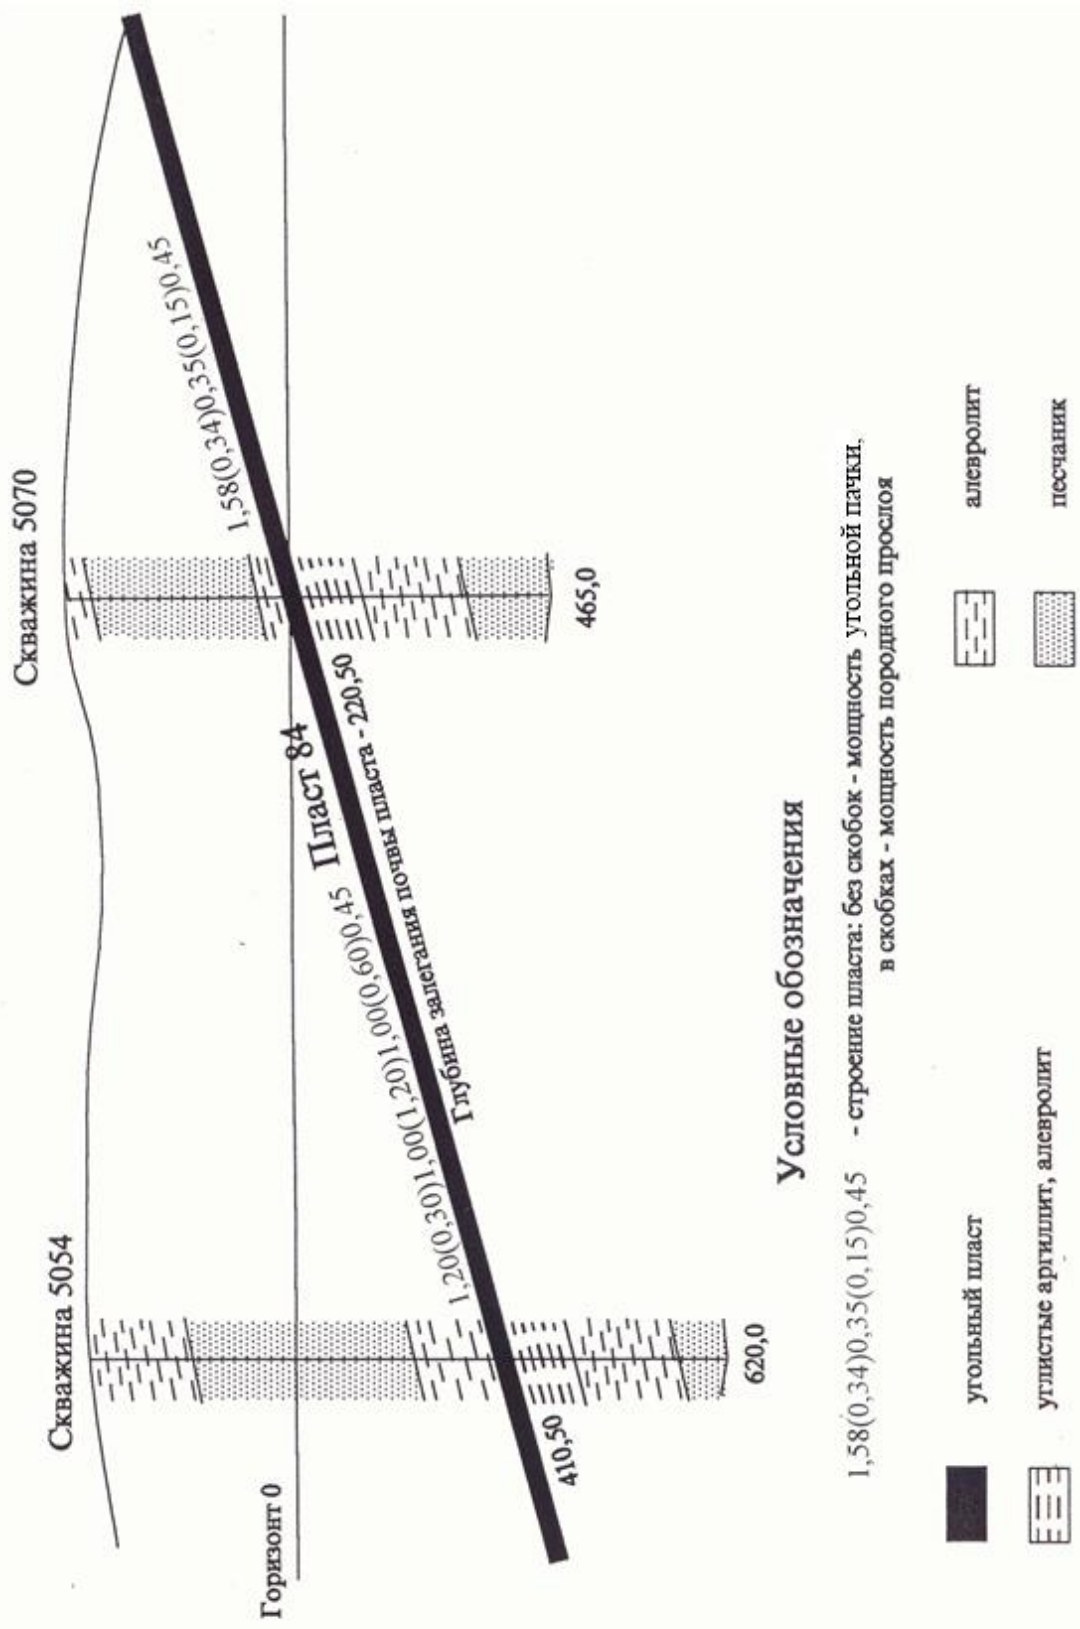 Скважина 5054
Скважина 5070
Горизонт 0
1,58(0,34)0,35(0,15)0,45
Пласт 84
1,20(0,30)1,00(1,20)1,00(0,60)0,45
Глубина залегания почвы пласта - 220,50
410,50
465,0
620,0
Условные обозначения
1,58(0,34)0,35(0,15)0,45 - строение пласта: без скобок - мощность угольной пачки,
в скобках - мощность породного прослоя
угольный пласт
алевролит
углистые аргиллит, алевролит
песчаник